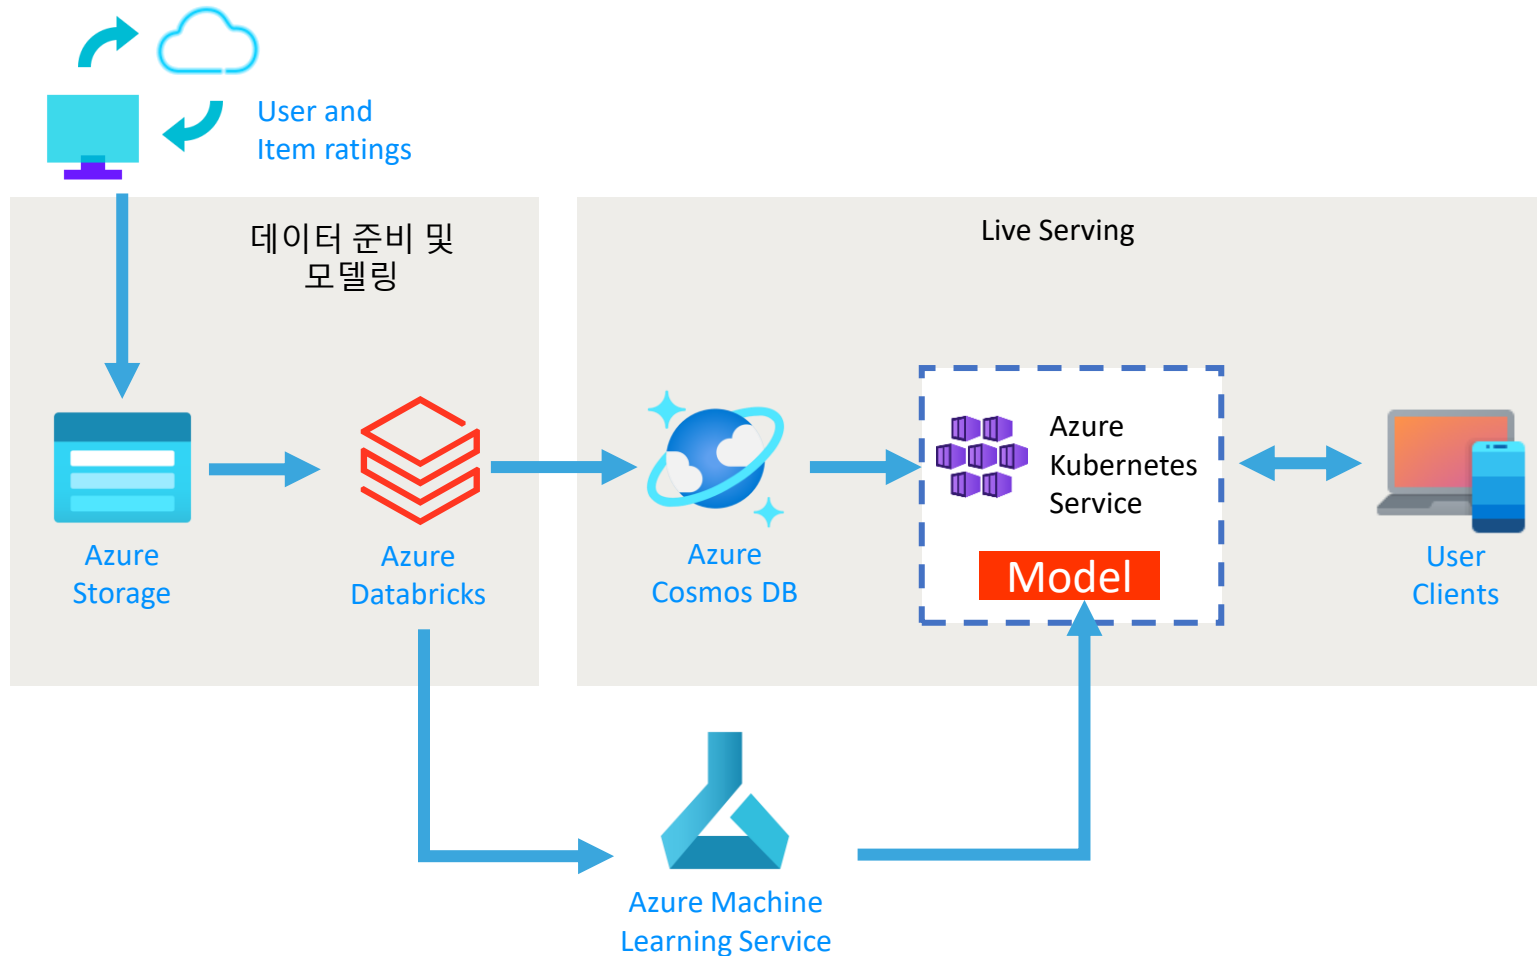 User and
Item ratings
데이터 준비 및
모델링
Live Serving
Azure
Storage
Azure
Databricks
Azure
Cosmos DB
Azure
Kubernetes
Service
Model
User
Clients
Azure Machine
Learning Service